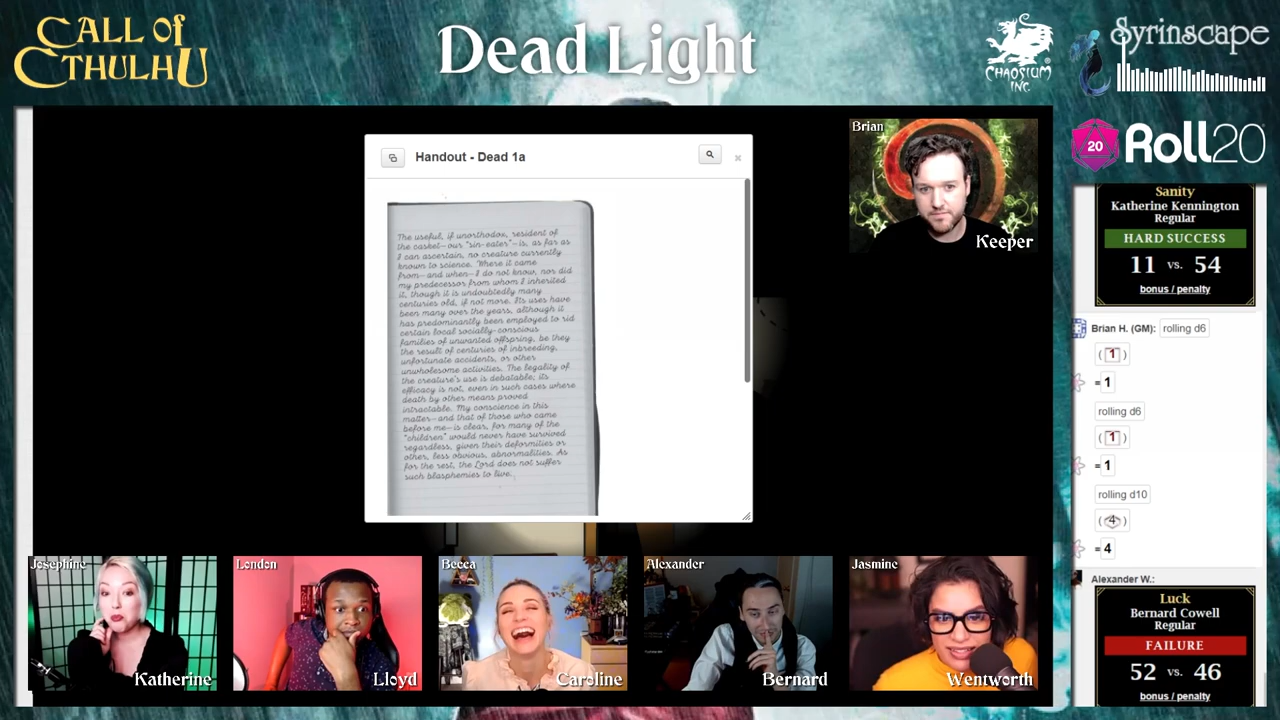 CALL of CTHULHU
Dead Light
CHAOSIUM INC.
Syrinscape
20
Roll20
Handout - Dead 1a
The useful, if unorthodox, resident of
the casket—our "sin-eater"—is, as far as
I can ascertain, no creature currently
known to science. Where it came
from—and when—I do not know, nor did
my predecessor from whom I inherited
it, though it is undoubtedly many
centuries old, if not more. Its uses have
been many over the years, although it
has predominantly been employed to rid
certain local socially-conscious
families of unwanted offspring, be they
the result of centuries of inbreeding,
unfortunate accidents, or other
unwholesome activities. The legality of
the creature's use is debatable; its
efficacy is not, even in such cases where
death by other means proved
intractable. My conscience in this
matter—and that of those who came
before me—is clear, for many of the
"children" would never have survived
regardless, given their deformities or
other, less obvious, abnormalities. As
for the rest, the Lord does not suffer
such blasphemies to live.
Brian
Keeper
Sanity
Katherine Kennington
Regular
HARD SUCCESS
11 vs. 54
bonus / penalty
Brian H. (GM): rolling d6
( 1 )
= 1
rolling d6
( 1 )
= 1
rolling d10
( 4 )
= 4
Alexander W.:
Luck
Bernard Cowell
Regular
FAILURE
52 vs. 46
bonus / penalty
Josephine
Katherine
London
Lloyd
Becca
Caroline
Alexander
Bernard
Jasmine
Wentworth